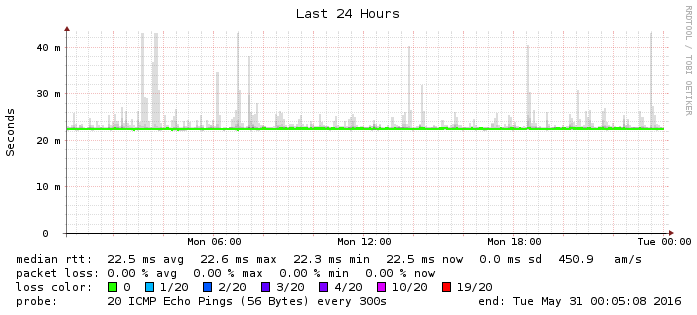 Last 24 Hours
RRDTOOL / TOBI OETIKER
Seconds
40 m
30 m
20 m
10 m
0
Mon 06:00 Mon 12:00 Mon 18:00 Tue 00:00
median rtt: 22.5 ms avg 22.6 ms max 22.3 ms min 22.5 ms now 0.0 ms sd 450.9 am/s
packet loss: 0.00 % avg 0.00 % max 0.00 % min 0.00 % now
loss color: 0 1/20 2/20 3/20 4/20 10/20 19/20
probe: 20 ICMP Echo Pings (56 Bytes) every 300s end: Tue May 31 00:05:08 2016